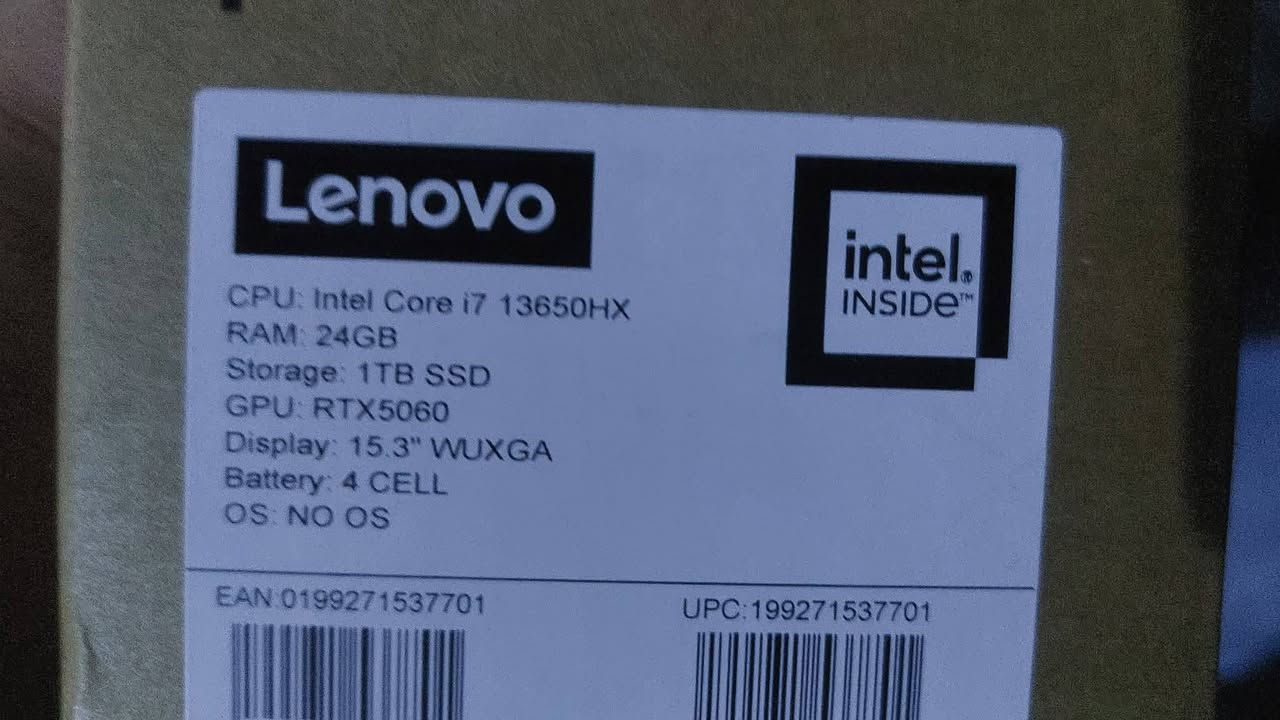 Lenovo
intel®
INSIDE™
CPU: Intel Core i7 13650HX
RAM: 24GB
Storage: 1TB SSD
GPU: RTX5060
Display: 15.3" WUXGA
Battery: 4 CELL
OS: NO OS
EAN:0199271537701
UPC:199271537701